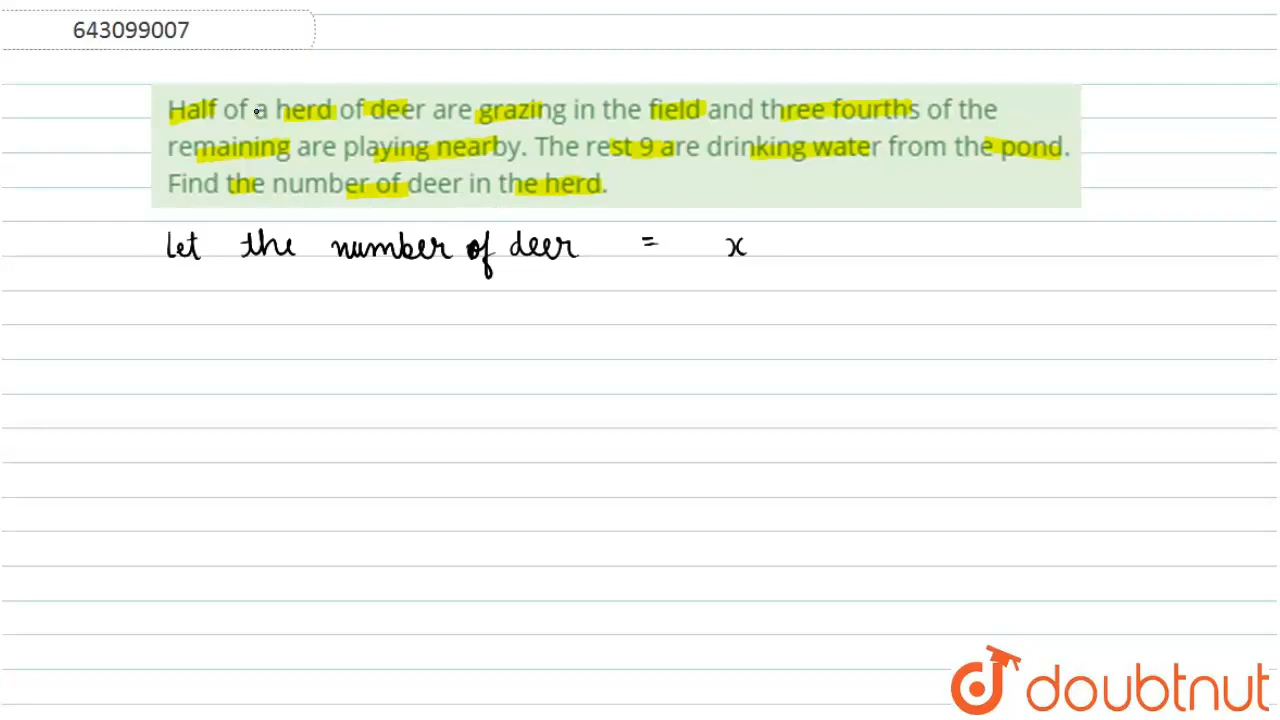 643099007
Half of a herd of deer are grazing in the field and three fourths of the
remaining are playing nearby. The rest 9 are drinking water from the pond.
Find the number of deer in the herd.
let the number of deer = x
doubtnut